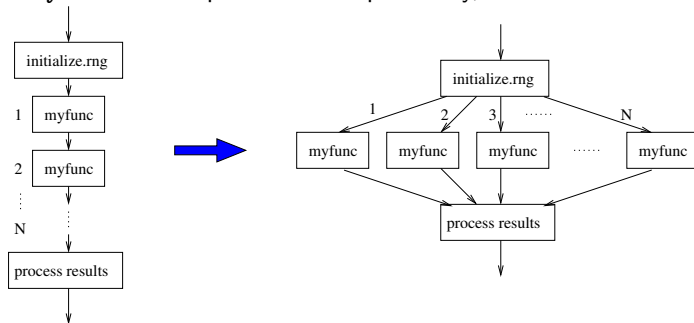 initialize.rng
1
myfunc
2
myfunc
N
process results
initialize.rng
1
2
3
N
myfunc
myfunc
myfunc
myfunc
process results